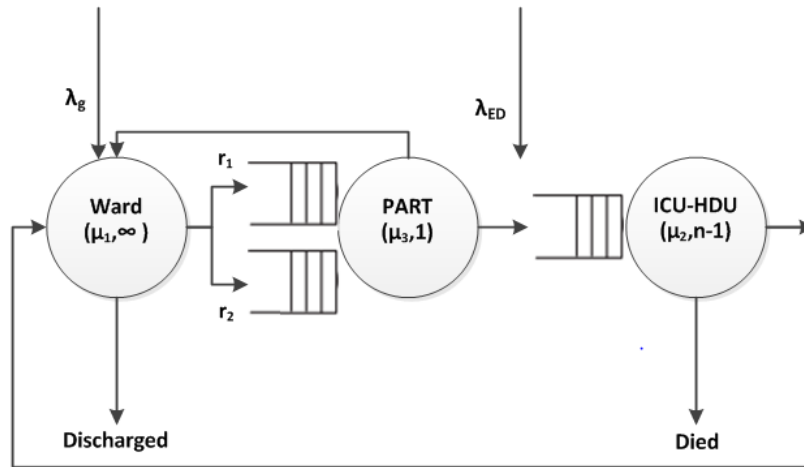 λg
λED
r1
Ward
(μ1,∞ )
PART
(μ3,1)
ICU-HDU
(μ2,n-1)
r2
Discharged
Died